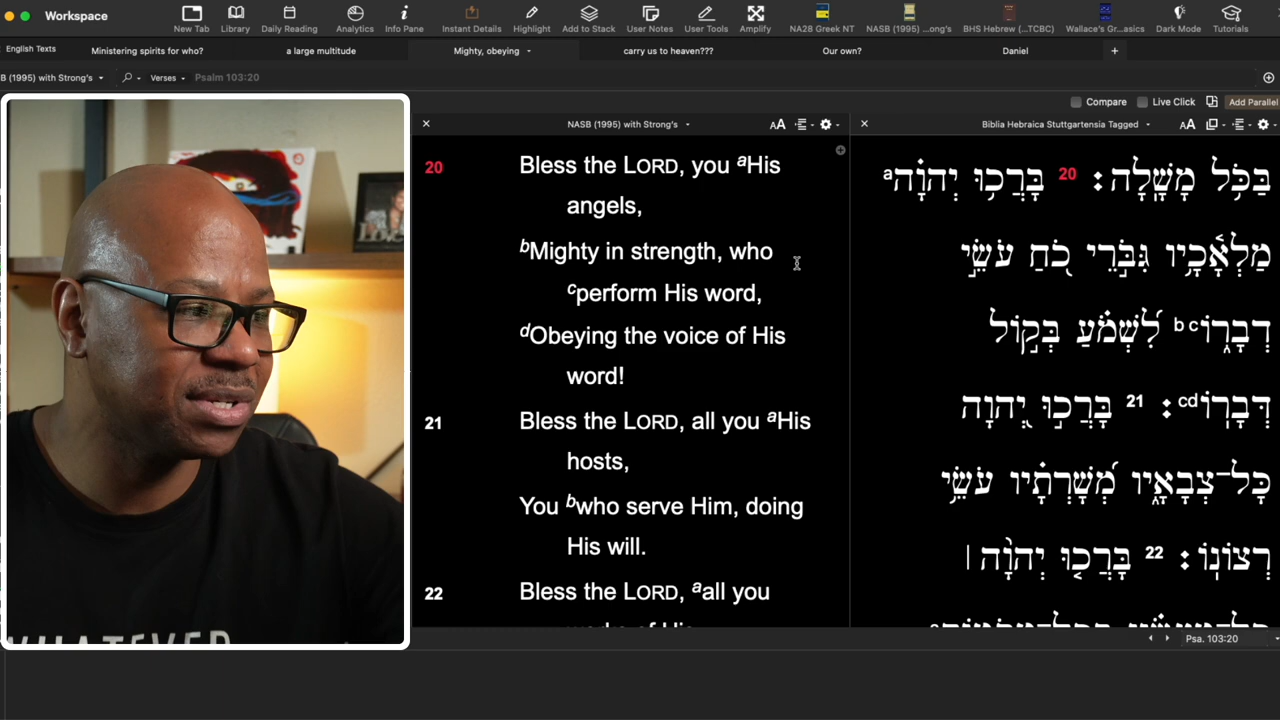 Workspace
New Tab
Library
Daily Reading
Analytics
Info Pane
Instant Details
Highlight
Add to Stack
User Notes
User Tools
Amplify
NA28 Greek NT
NASB (1995) ...ong's
BHS Hebrew (...TCBC)
Wallace's Gr...asics
Dark Mode
Tutorials
English Texts
Ministering spirits for who?
a large multitude
Mighty, obeying
carry us to heaven???
Our own?
Daniel
+
B (1995) with Strong's
Verses
Psalm 103:20
Compare
Live Click
Add Parallel
NASB (1995) with Strong's
20 Bless the LORD, you aHis
angels,
bMighty in strength, who
cperform His word,
dObeying the voice of His
word!
21 Bless the LORD, all you aHis
hosts,
You bwho serve Him, doing
His will.
22 Bless the LORD, aall you
works of His
Biblia Hebraica Stuttgartensia Tagged
בַּכֹּ֥ל מָשָֽׁלָה׃ 20 בָּרֲכ֥וּ יְהוָ֗ה a
מַלְאָ֫כָ֥יו גִּבֹּ֣רֵי כֹ֭חַ עֹשֵׂ֣י
דְבָר֑וֹ b c לִ֝שְׁמֹ֗עַ בְּק֣וֹל
דְּבָרֽוֹ cd׃ 21 בָּרֲכ֣וּ יְ֭הוָה
כָּל־צְבָאָ֑יו מְ֝שָׁרְתָ֗יו עֹשֵׂ֥י
רְצוֹנֽוֹ׃ 22 בָּרֲכ֤וּ יְהוָ֨ה ׀
Psa. 103:20
WHATEVER